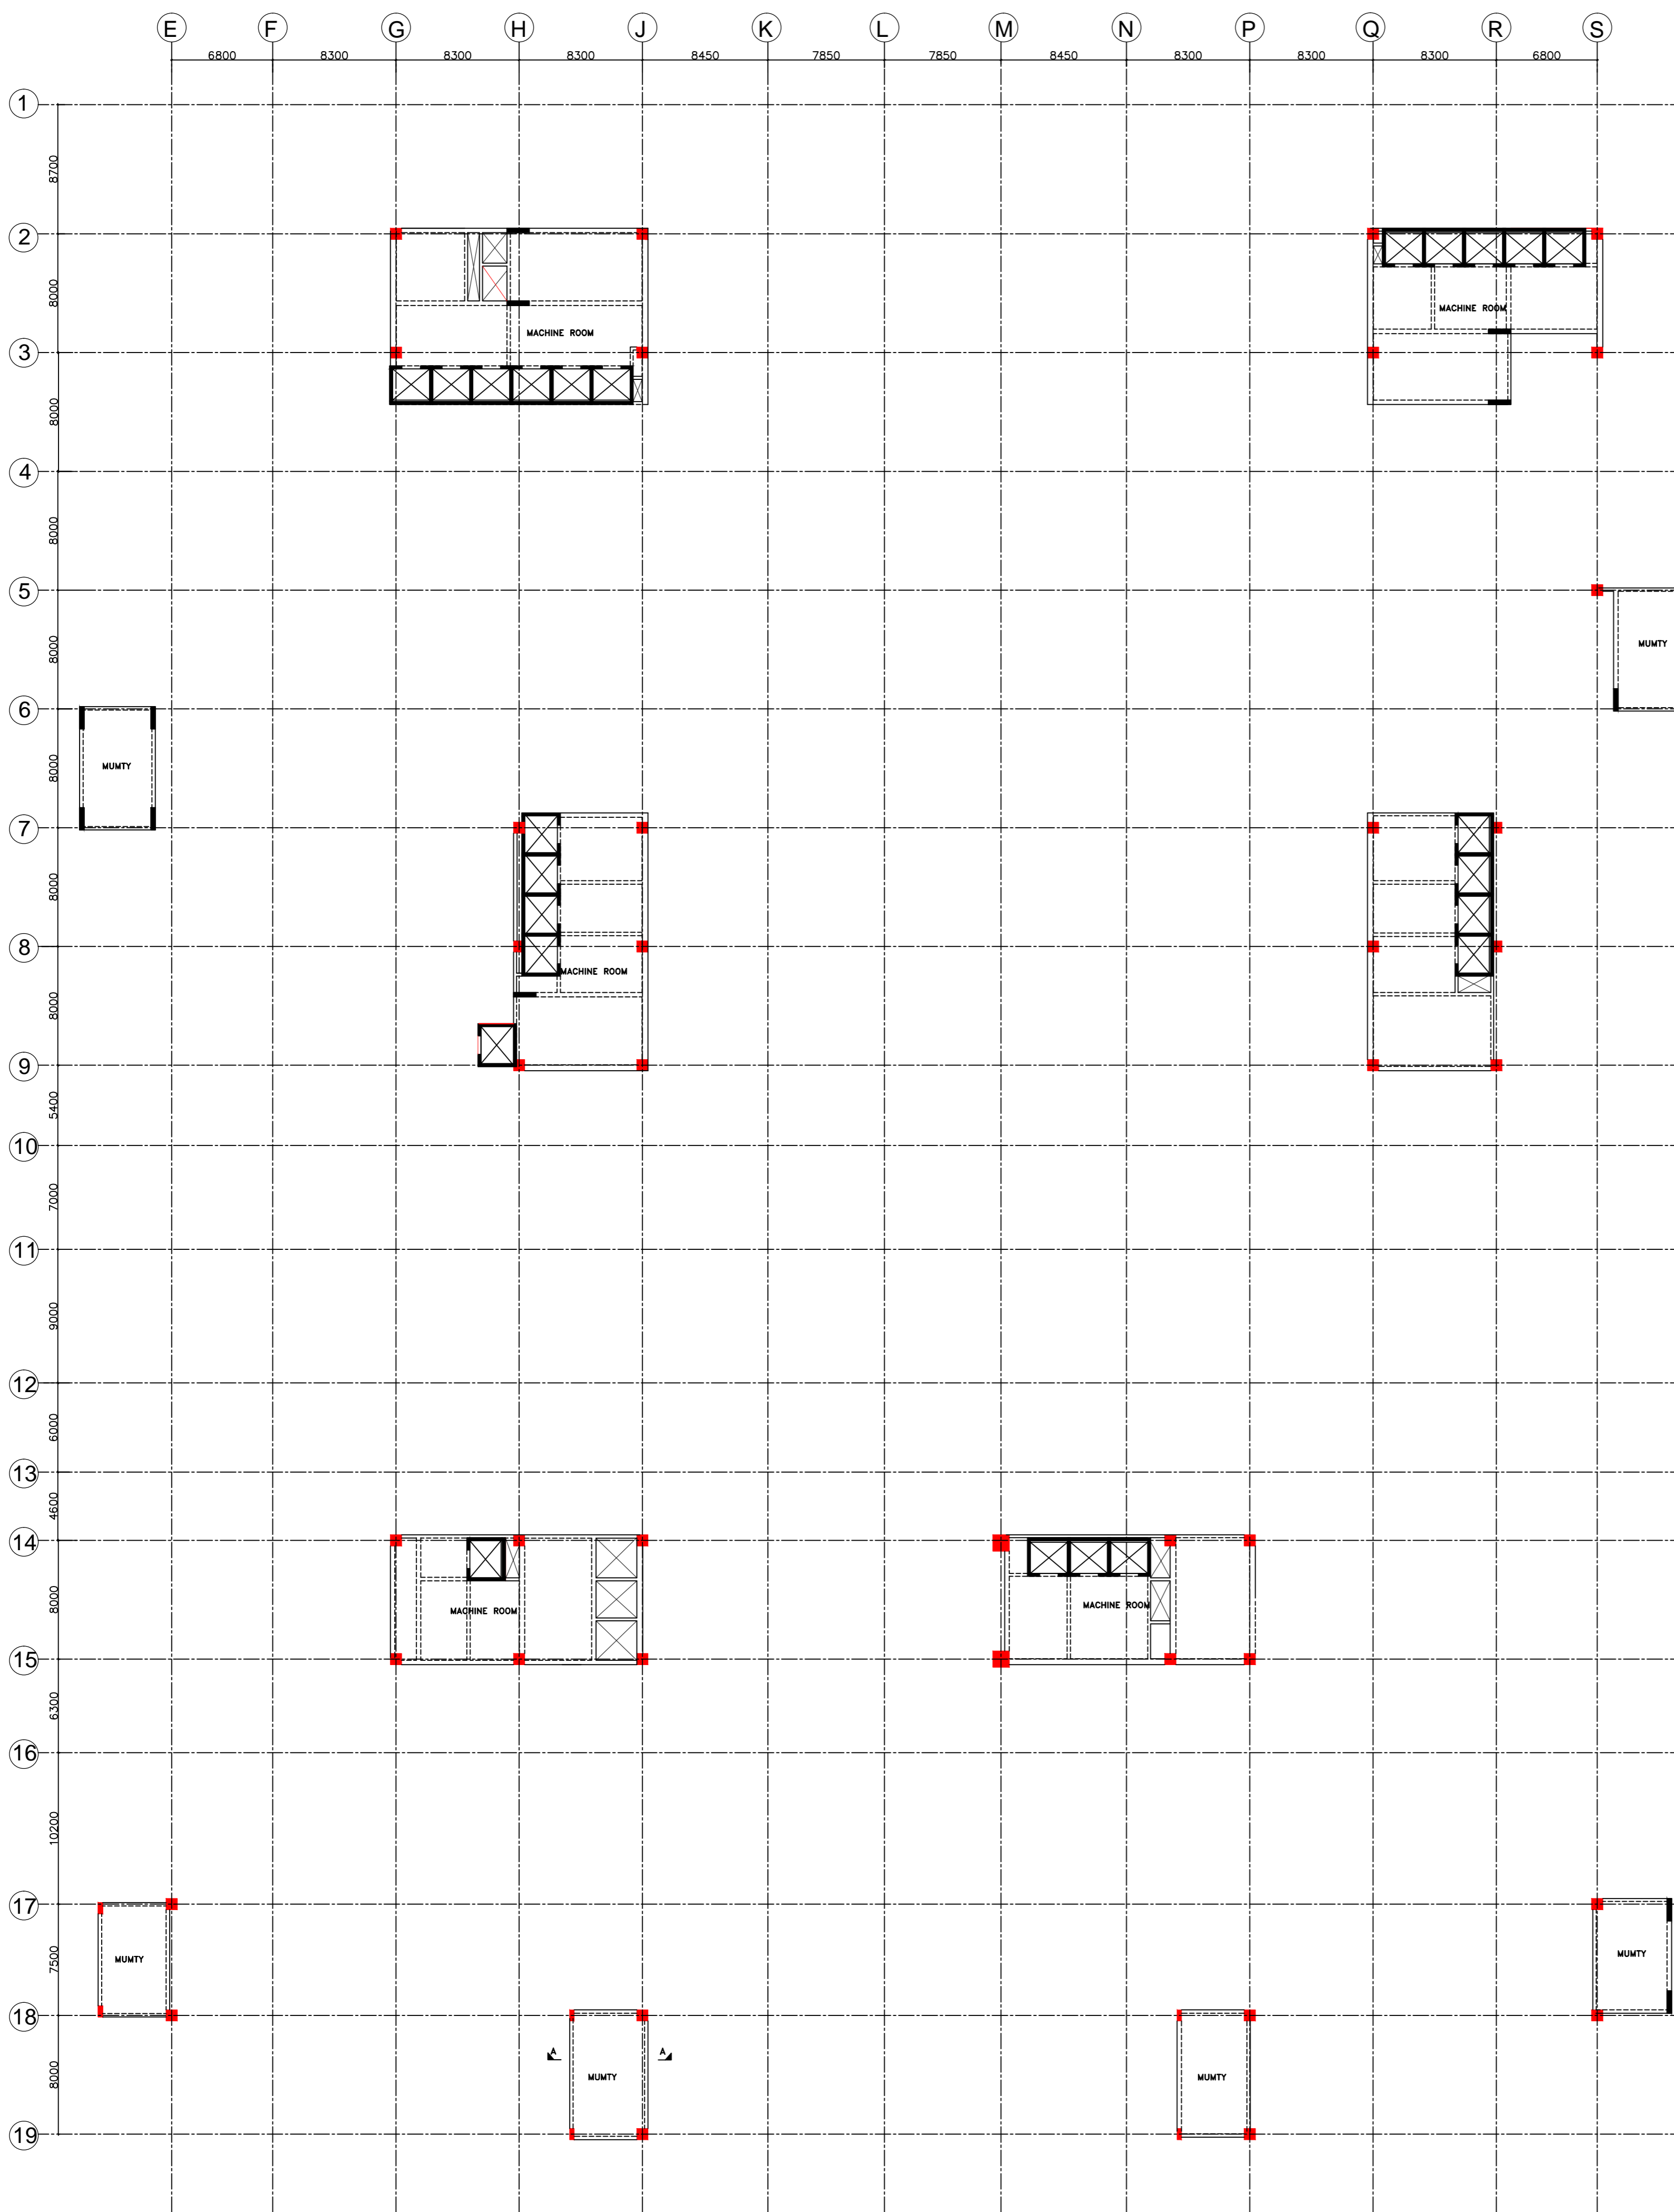 E F G H J K L M N P Q R S
6800 8300 8300 8300 8450 7850 7850 8450 8300 8300 8300 6800
1
8700
2
8000
MACHINE ROOM
MACHINE ROOM
3
8000
4
8000
5
8000
MUMTY
6
8000
MUMTY
7
8000
8
MACHINE ROOM
8000
9
5400
10
7000
11
9000
12
6000
13
4600
14
8000
MACHINE ROOM
MACHINE ROOM
15
6300
16
10200
17
7500
MUMTY
MUMTY
18
A A
8000
MUMTY
MUMTY
19